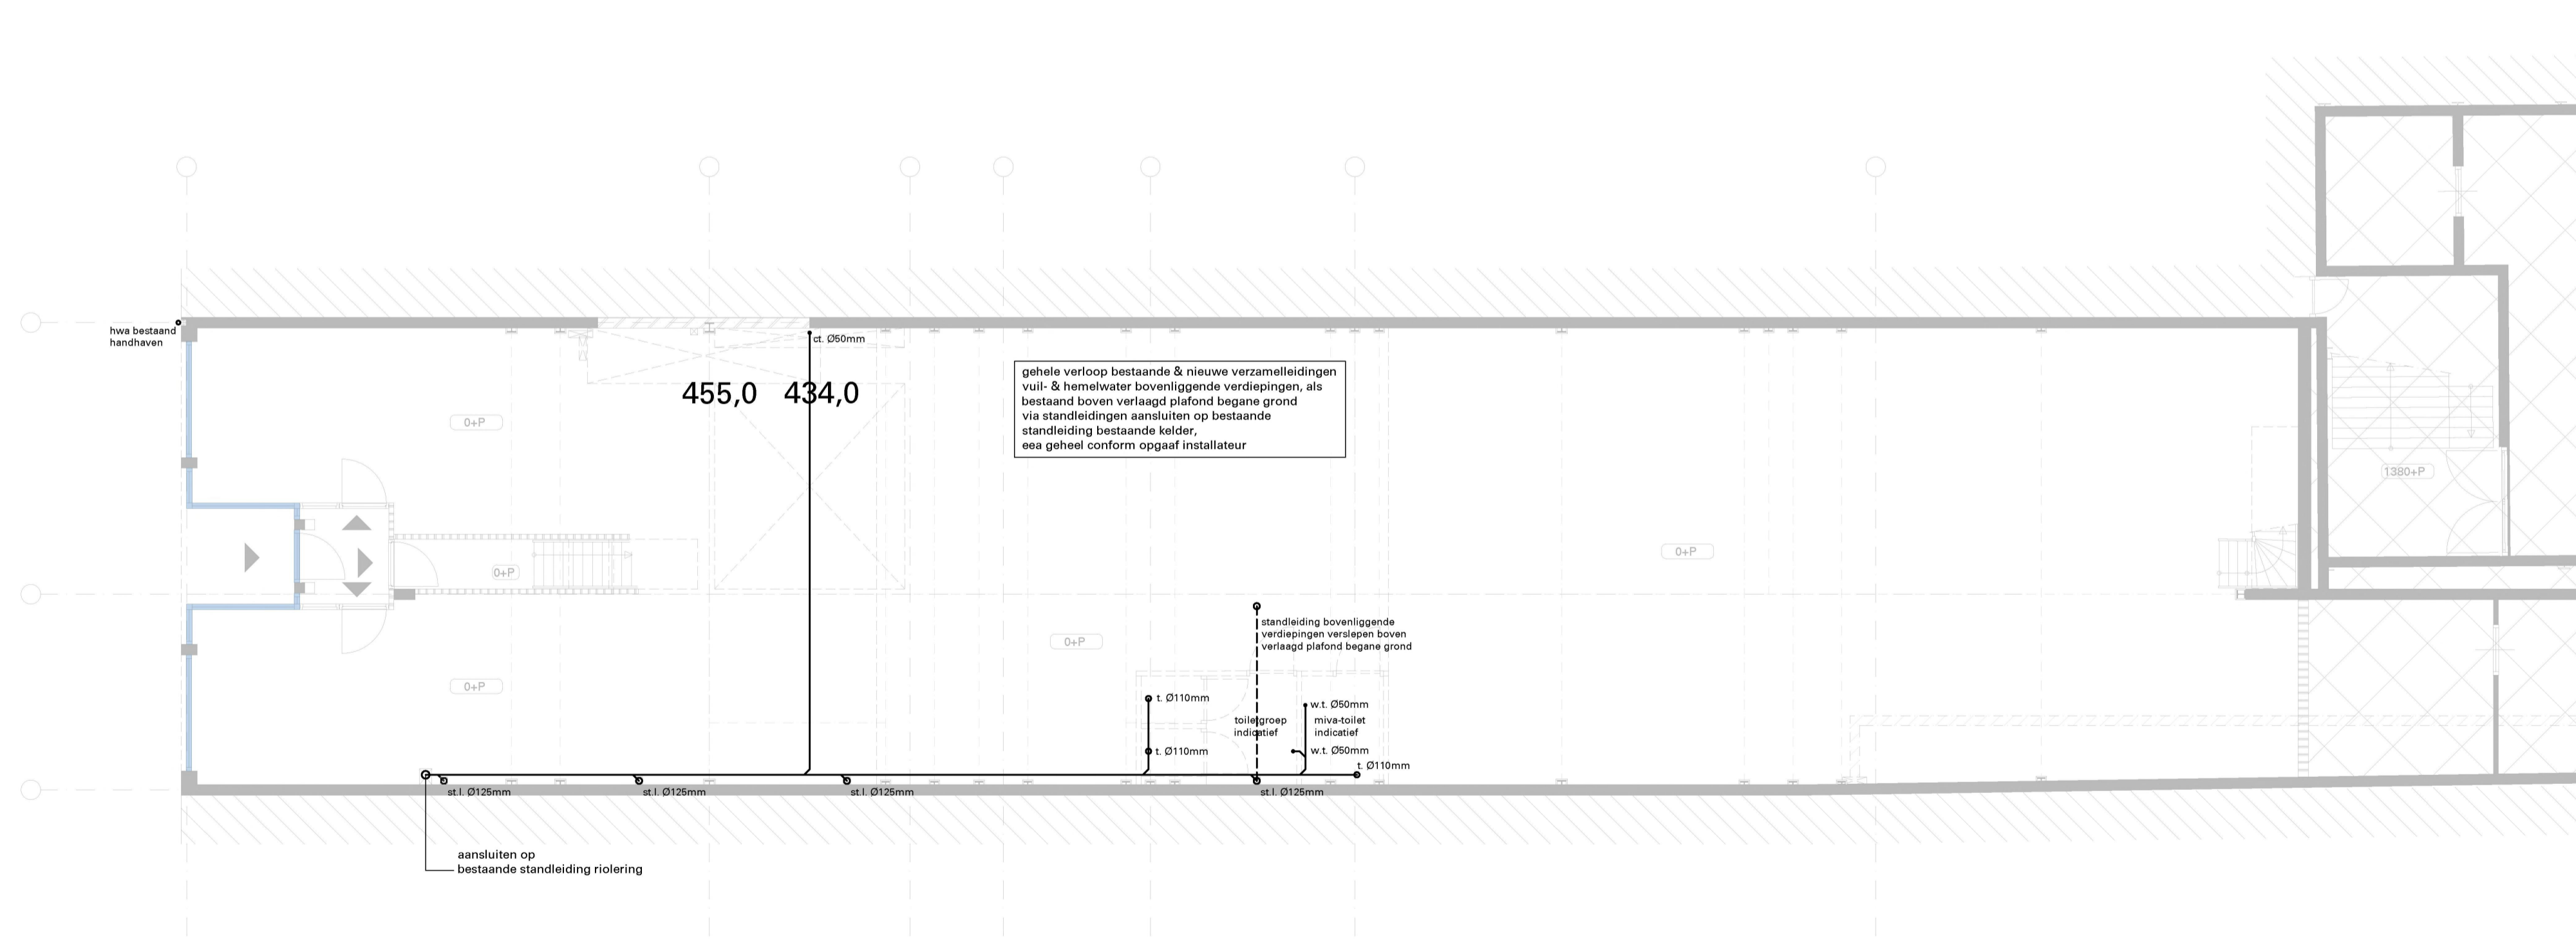 hwa bestaand
handhaven
ct. Ø50mm
455,0
434,0
gehele verloop bestaande & nieuwe verzamelleidingen
vuil- & hemelwater bovenliggende verdiepingen, als
bestaand boven verlaagd plafond begane grond
via standleidingen aansluiten op bestaande
standleiding bestaande kelder,
eea geheel conform opgaaf installateur
0+P
1380+P
0+P
0+P
standleiding bovenliggende
verdiepingen verslepen boven
verlaagd plafond begane grond
0+P
0+P
t. Ø110mm
w.t. Ø50mm
toiletgroep
indicatief
miva-toilet
indicatief
t. Ø110mm
w.t. Ø50mm
t. Ø110mm
st.l. Ø125mm
st.l. Ø125mm
st.l. Ø125mm
st.l. Ø125mm
aansluiten op
bestaande standleiding riolering